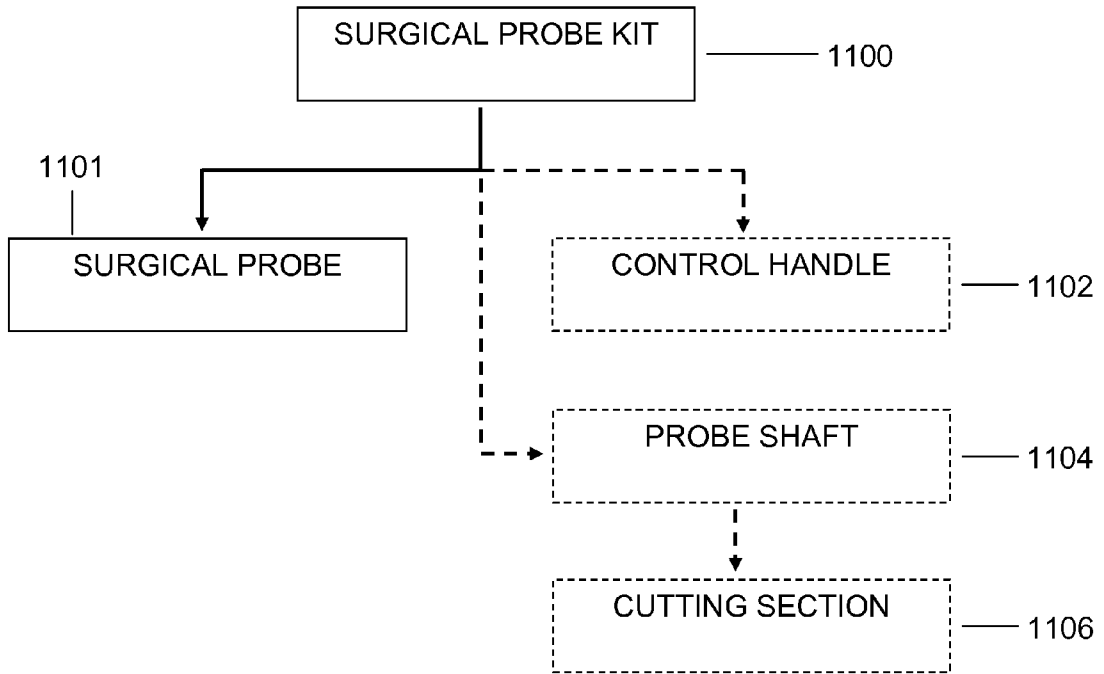 SURGICAL PROBE KIT
1100
1101
SURGICAL PROBE
CONTROL HANDLE
1102
PROBE SHAFT
1104
CUTTING SECTION
1106